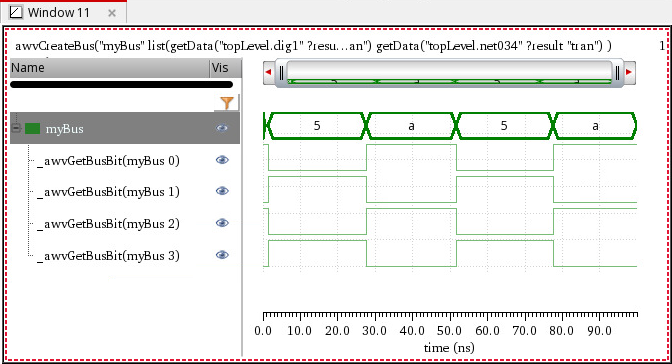 Window 11
awvCreateBus("myBus" list(getData("topLevel.dig1" ?resu...an") getData("topLevel.net034" ?result "tran") ) 1
Name Vis
myBus 5 a 5 a
_awvGetBusBit(myBus 0)
_awvGetBusBit(myBus 1)
_awvGetBusBit(myBus 2)
_awvGetBusBit(myBus 3)
0.0 10.0 20.0 30.0 40.0 50.0 60.0 70.0 80.0 90.0
time (ns)